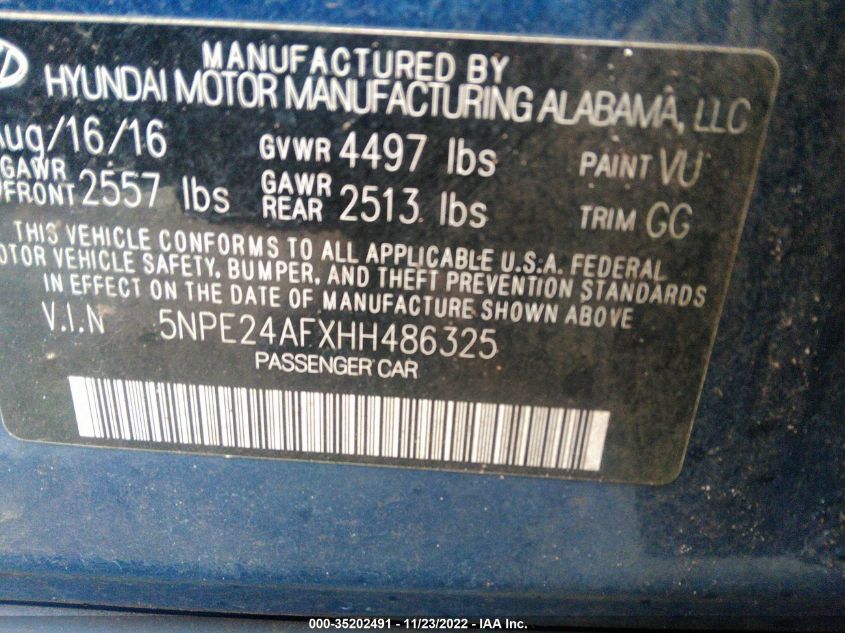 MANUFACTURED BY
HYUNDAI MOTOR MANUFACTURING ALABAMA, LLC
Aug/16/16 GVWR 4497 lbs PAINT VU
GAWR FRONT 2557 lbs GAWR REAR 2513 lbs TRIM GG
THIS VEHICLE CONFORMS TO ALL APPLICABLE U.S.A. FEDERAL
MOTOR VEHICLE SAFETY, BUMPER, AND THEFT PREVENTION STANDARDS
IN EFFECT ON THE DATE OF MANUFACTURE SHOWN ABOVE
V.I.N 5NPE24AFXHH486325
PASSENGER CAR
000-35202491 - 11/23/2022 - IAA Inc.